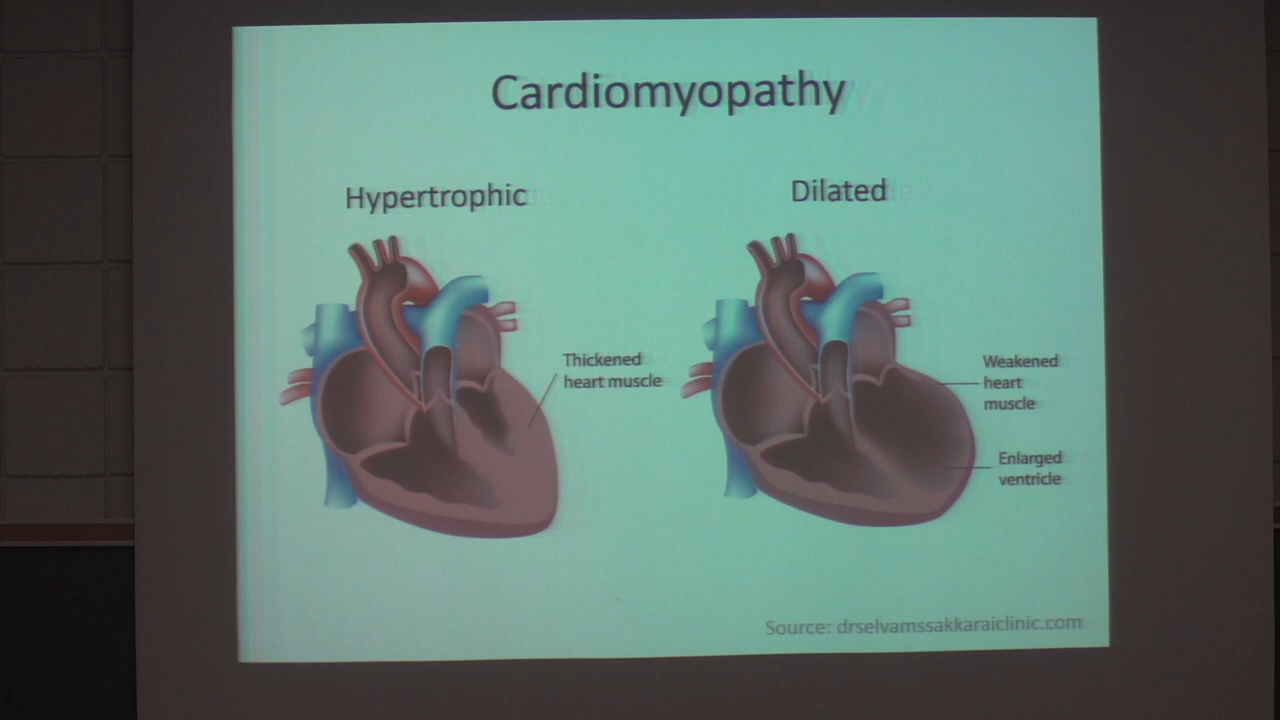 Cardiomyopathy
Hypertrophic
Dilated
Thickened
heart muscle
Weakened
heart
muscle
Enlarged
ventricle
Source: drselvamssakkaraiclinic.com